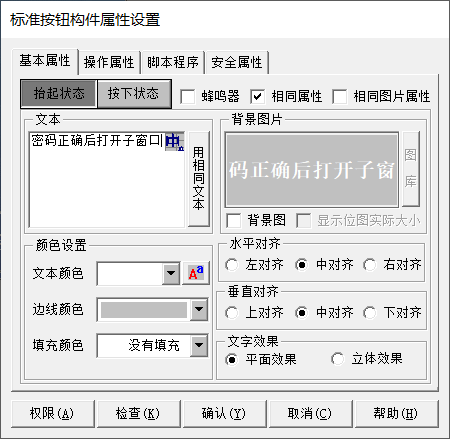 标准按钮构件属性设置
基本属性 操作属性 脚本程序 安全属性
抬起状态 按下状态 蜂鸣器 相同属性 相同图片属性
文本
密码正确后打开子窗口 中
用相同文本
背景图片
码正确后打开子窗
图库
背景图 显示位图实际大小
颜色设置
文本颜色 Aa
边线颜色
填充颜色 没有填充
水平对齐
左对齐 中对齐 右对齐
垂直对齐
上对齐 中对齐 下对齐
文字效果
平面效果 立体效果
权限(A) 检查(K) 确认(Y) 取消(C) 帮助(H)